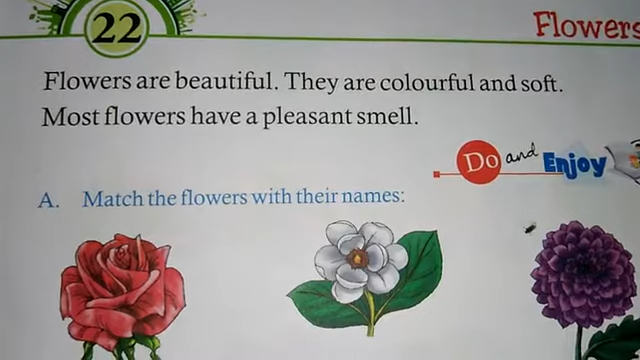 22
Flowers
Flowers are beautiful. They are colourful and soft.
Most flowers have a pleasant smell.
Do and Enjoy
A. Match the flowers with their names: